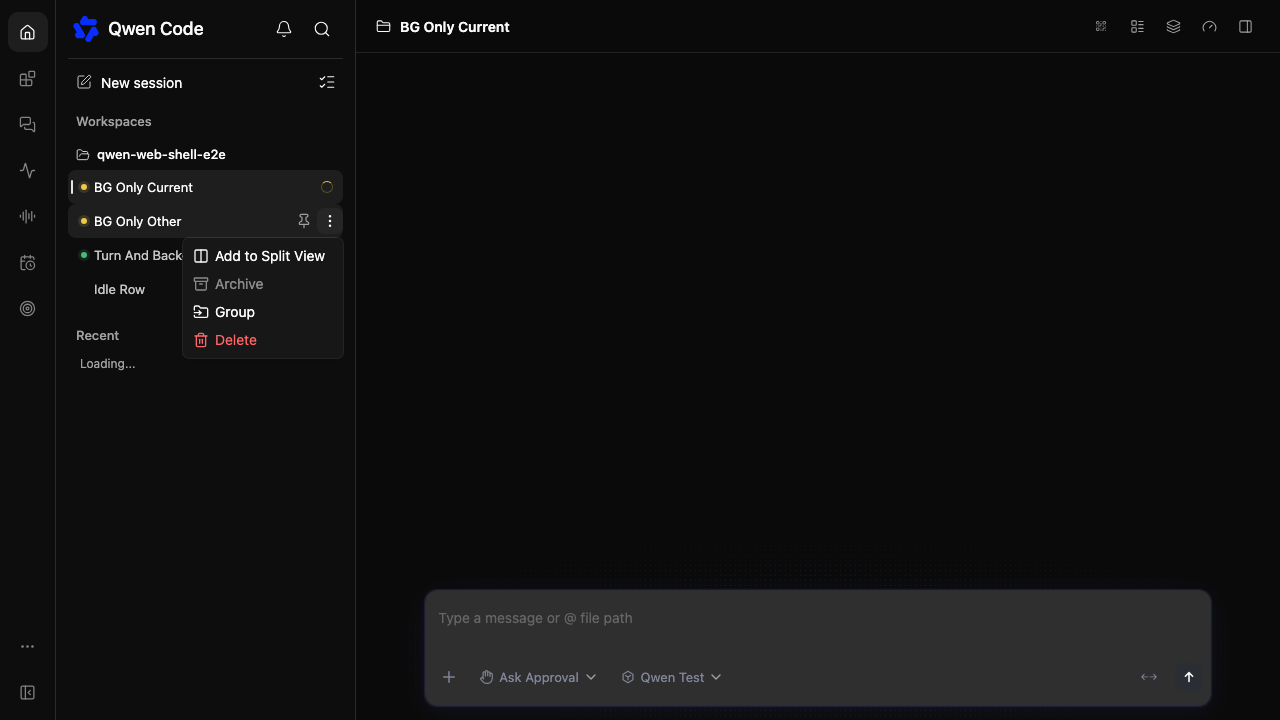 Qwen Code
BG Only Current
New session
Workspaces
qwen-web-shell-e2e
BG Only Current
BG Only Other
Turn And Back
Add to Split View
Archive
Idle Row
Group
Recent
Delete
Loading...
Type a message or @ file path
Ask Approval
Qwen Test